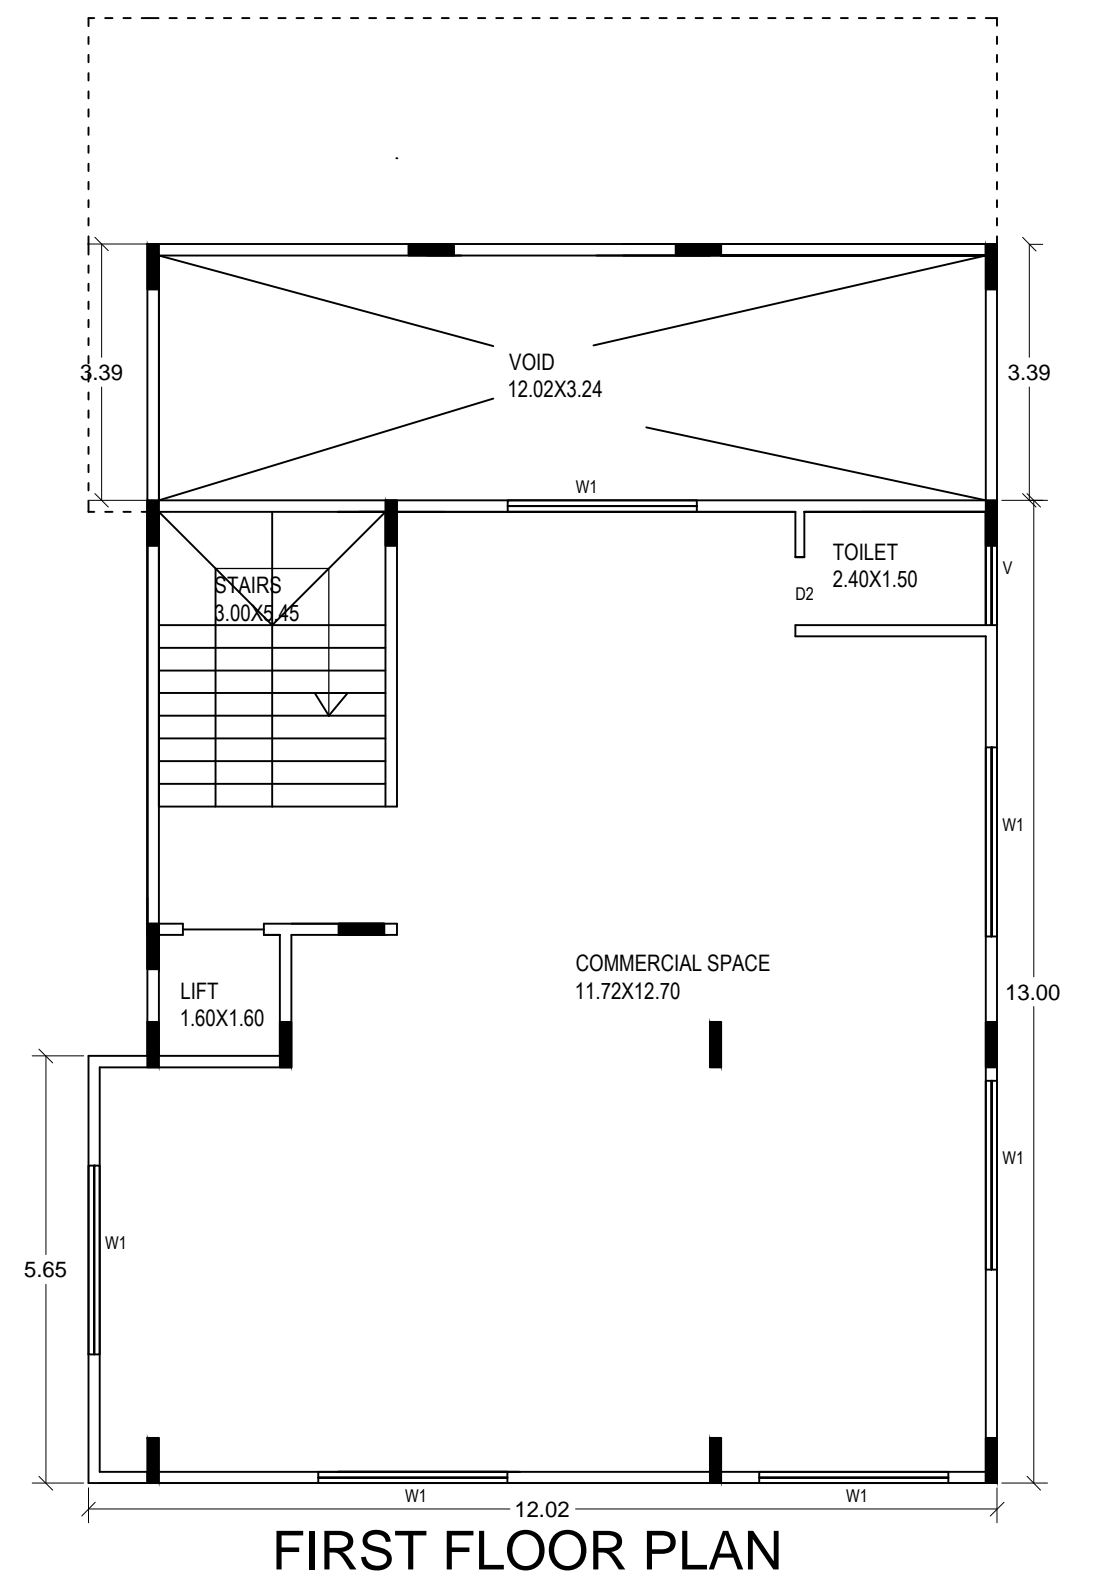 3.39
3.39
VOID
12.02X3.24
W1
TOILET
2.40X1.50
V
D2
STAIRS
3.00X5.45
W1
COMMERCIAL SPACE
11.72X12.70
LIFT
1.60X1.60
13.00
W1
W1
5.65
W1
W1
12.02
FIRST FLOOR PLAN